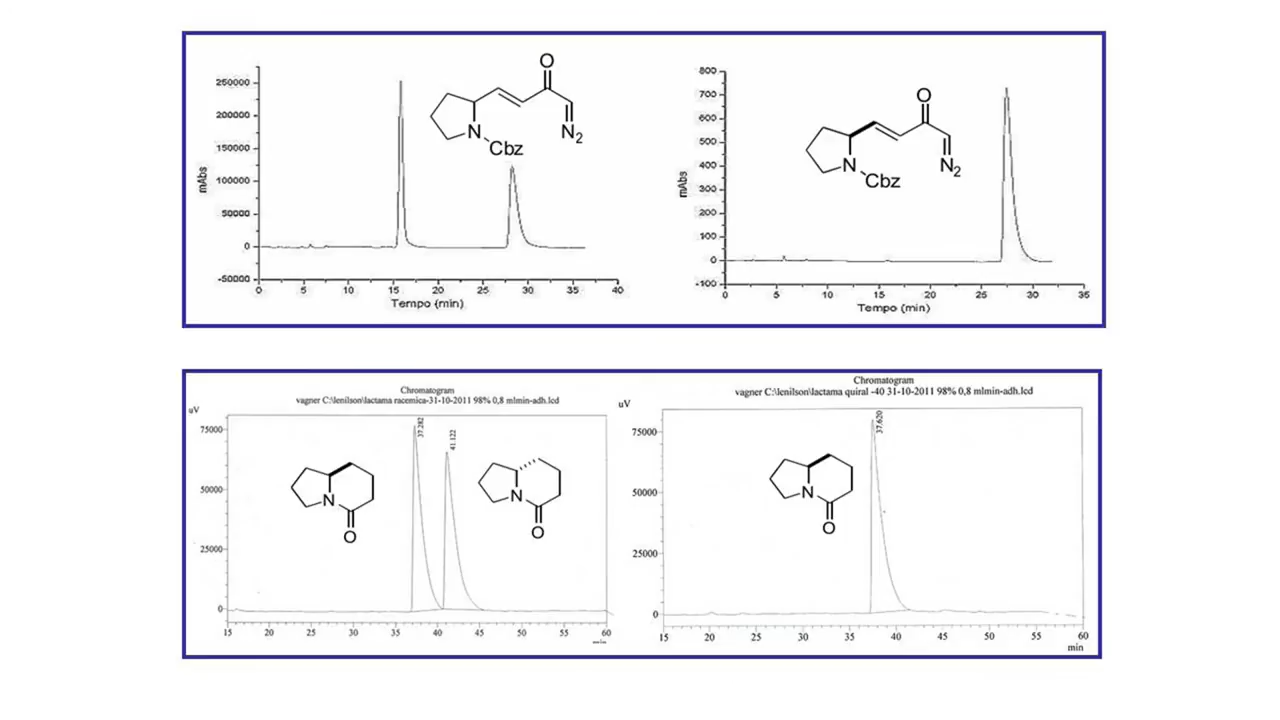 250000
200000
150000
100000
50000
0
-50000
mAbs
0 5 10 15 20 25 30 35 40
Tempo (min)
O
N
N2
Cbz
800
700
600
500
400
300
200
100
0
-100
mAbs
0 5 10 15 20 25 30 35
Tempo (min)
O
N
N2
Cbz
Chromatogram
vagner C:\lenilson\lactama racemica-31-10-2011 98% 0,8 mlmin-adh.lcd
uV
75000
50000
25000
0
37.282
41.122
N
O
N
O
15 20 25 30 35 40 45 50 55 60
min
Chromatogram
vagner C:\lenilson\lactama quiral -40 31-10-2011 98% 0,8 mlmin-adh.lcd
uV
75000
50000
25000
0
37.620
N
O
15 20 25 30 35 40 45 50 55 60
min